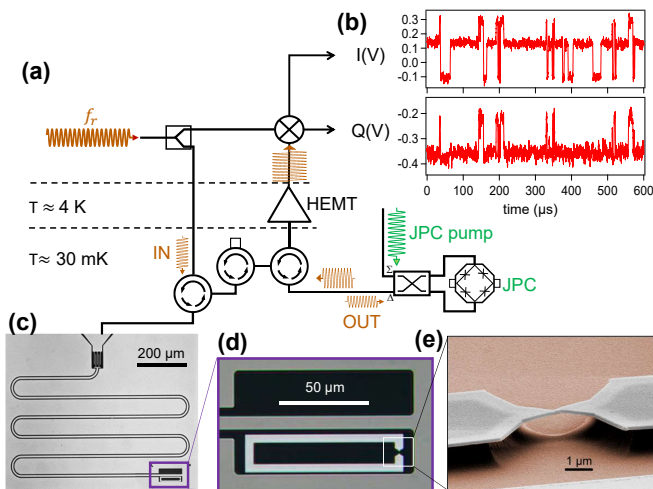 (a)
f_r
T ≈ 4 K
T≈ 30 mK
IN
HEMT
OUT
JPC pump
Σ
Δ
JPC
(b)
I(V)
Q(V)
0.3
0.2
0.1
0.0
-0.1
-0.2
-0.3
-0.4
0 100 200 300 400 500 600
time (µs)
(c)
200 µm
(d)
50 µm
(e)
1 µm